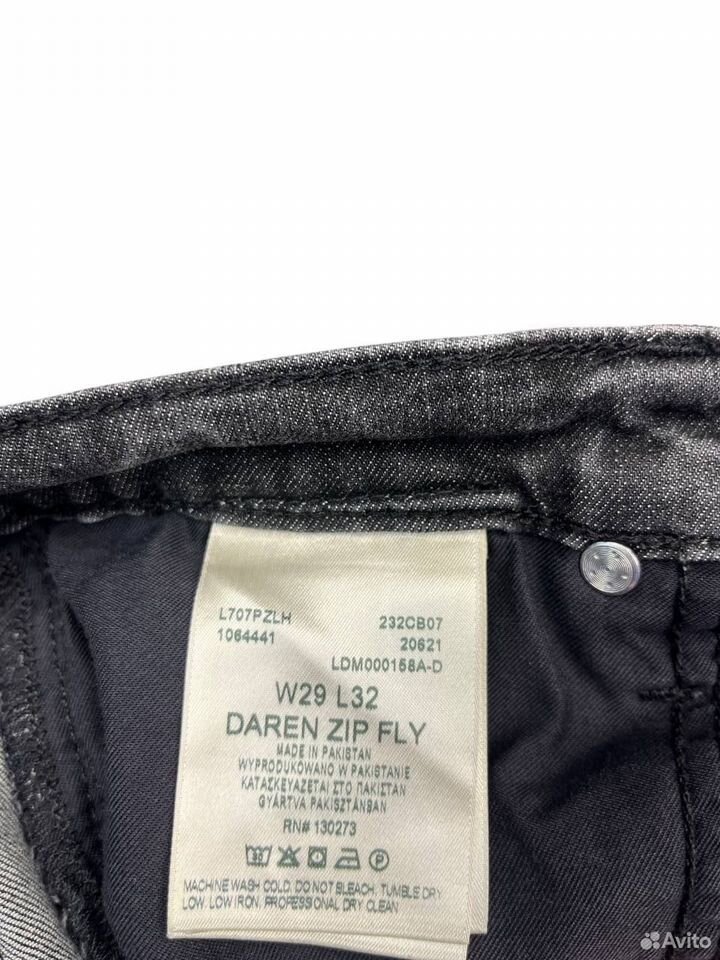 L707PZLH 232CB07
1064441 20621
LDM000158A-D
W29 L32
DAREN ZIP FLY
MADE IN PAKISTAN
WYPRODUKOWANO W PAKISTANIE
ΚΑΤΑΣΚΕΥΑΖΕΤΑΙ ΣΤΟ ΠΑΚΙΣΤΑΝ
GYÁRTVA PAKISZTÁNBAN
RN# 130273
MACHINE WASH COLD. DO NOT BLEACH. TUMBLE DRY
LOW. LOW IRON. PROFESSIONAL DRY CLEAN
Avito